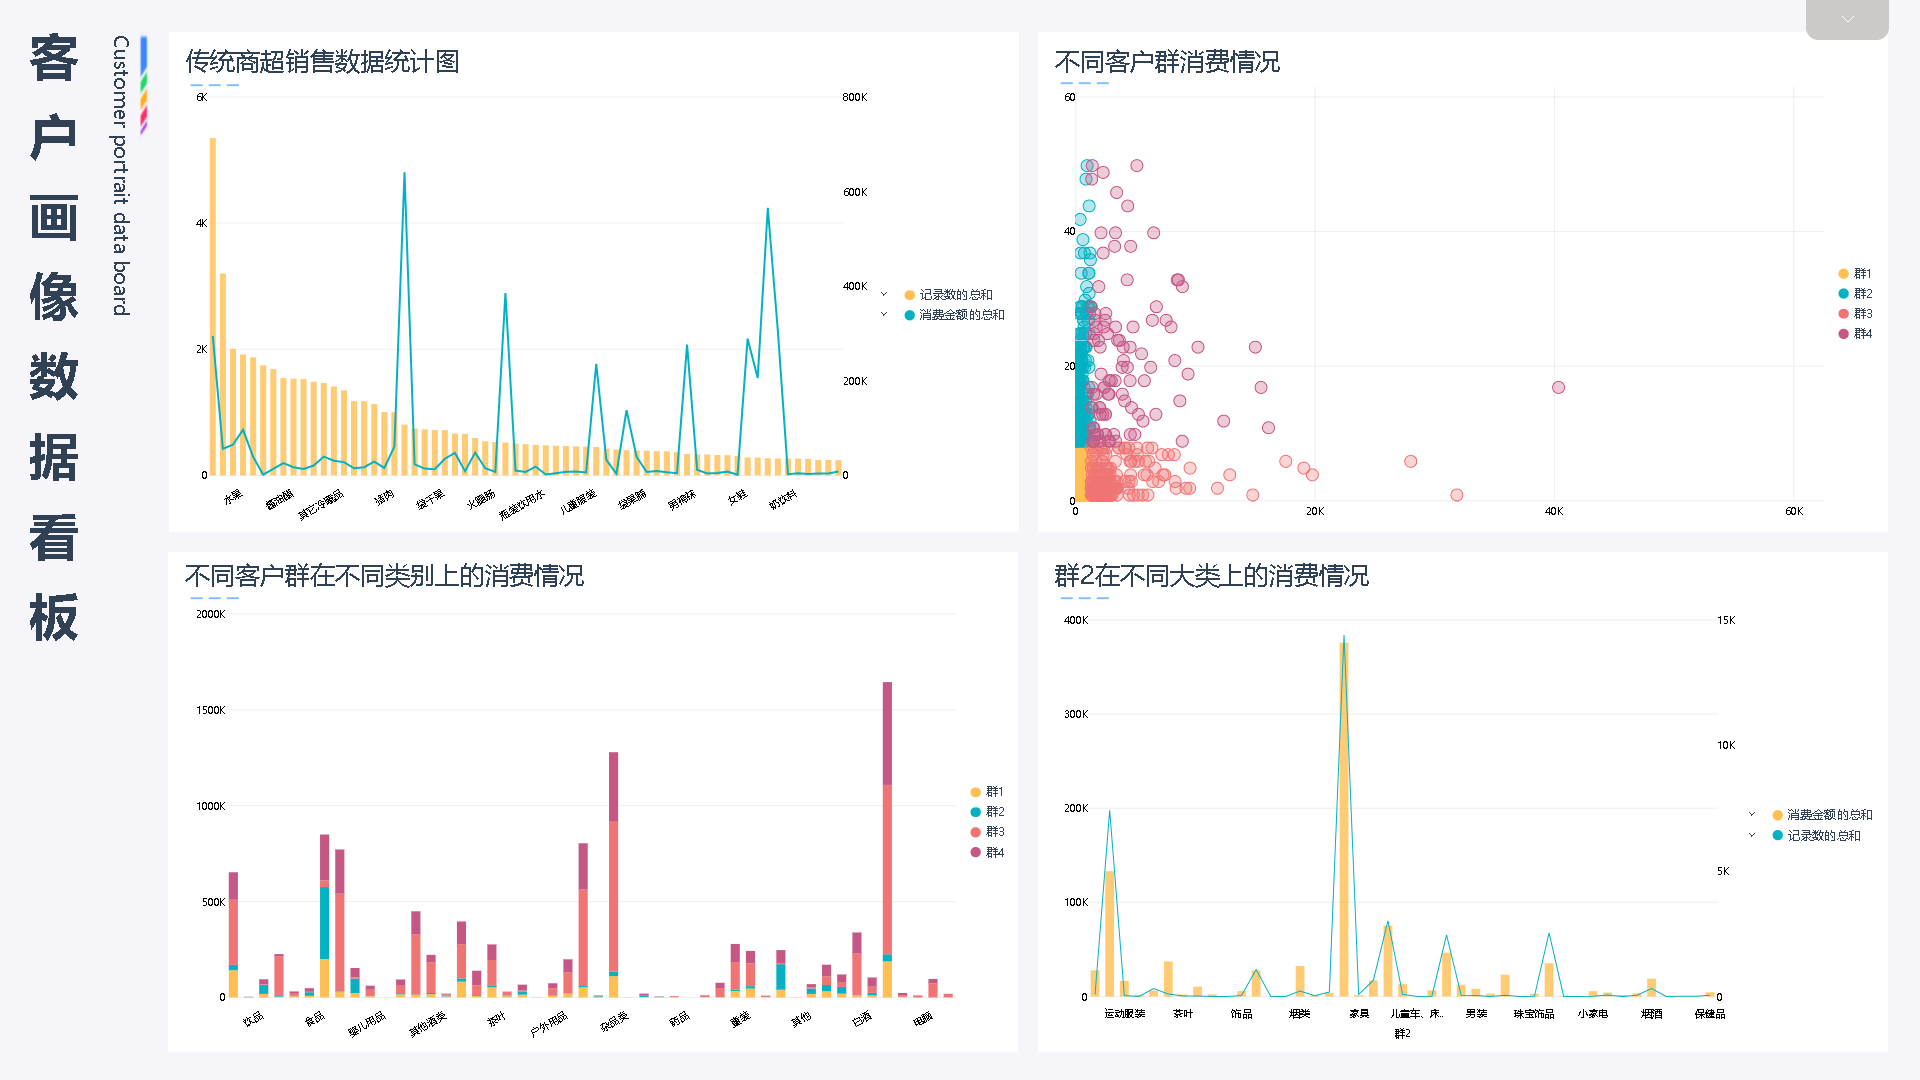 客户画像数据看板
Customer portrait data board
传统商超销售数据统计图
6K
4K
2K
0
800K
600K
400K
200K
0
水果
酱油醋
其它冷藏品
猪肉
袋干果
火腿肠
瓶装饮用水
儿童服装
袋果脯
男棉袜
女鞋
奶饮料
记录数的总和
消费金额的总和
不同客户群消费情况
60
40
20
0
0
20K
40K
60K
群1
群2
群3
群4
不同客户群在不同类别上的消费情况
2000K
1500K
1000K
500K
0
饮品
食品
婴儿用品
其他酒类
茶叶
户外用品
杂品类
药品
童装
其他
白酒
电脑
群1
群2
群3
群4
群2在不同大类上的消费情况
400K
300K
200K
100K
0
15K
10K
5K
0
运动服装
茶叶
饰品
烟类
家具
儿童车、床..
男装
珠宝饰品
小家电
烟酒
保健品
群2
消费金额的总和
记录数的总和